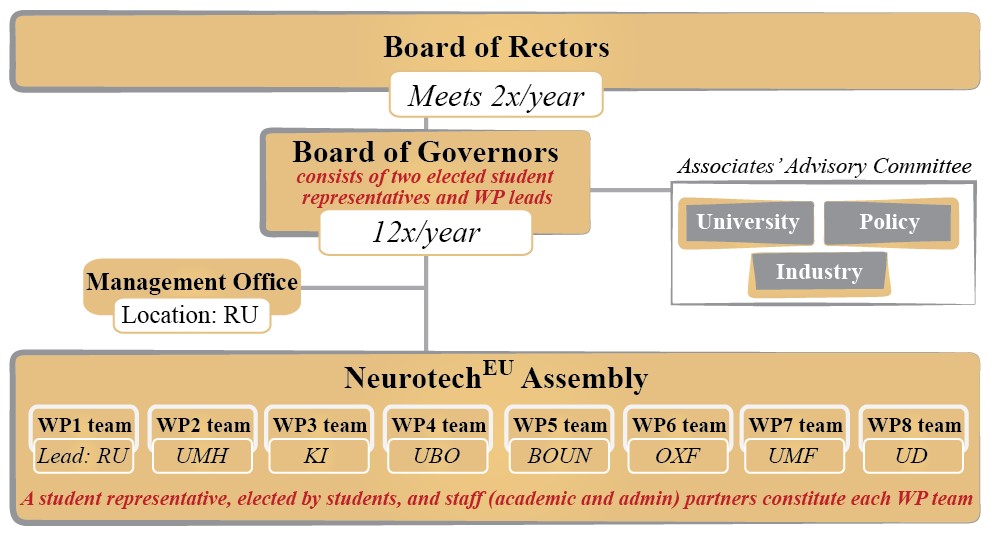 Board of Rectors
Meets 2x/year
Board of Governors
consists of two elected student
representatives and WP leads
12x/year
Associates' Advisory Committee
University
Policy
Industry
Management Office
Location: RU
Neurotech^EU Assembly
WP1 team
WP2 team
WP3 team
WP4 team
WP5 team
WP6 team
WP7 team
WP8 team
Lead: RU
UMH
KI
UBO
BOUN
OXF
UMF
UD
A student representative, elected by students, and staff (academic and admin) partners constitute each WP team